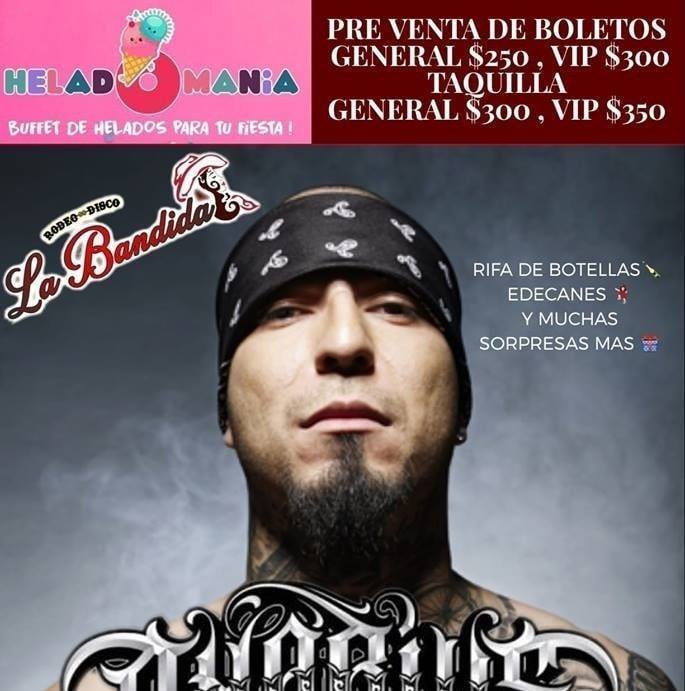 HELADOMANIA
BUFFET DE HELADOS PARA TU FIESTA !
PRE VENTA DE BOLETOS
GENERAL $250 , VIP $300
TAQUILLA
GENERAL $300 , VIP $350
RODEO DISCO
La Bandida
RIFA DE BOTELLAS🍾
EDECANES 💃
Y MUCHAS
SORPRESAS MAS 🎁